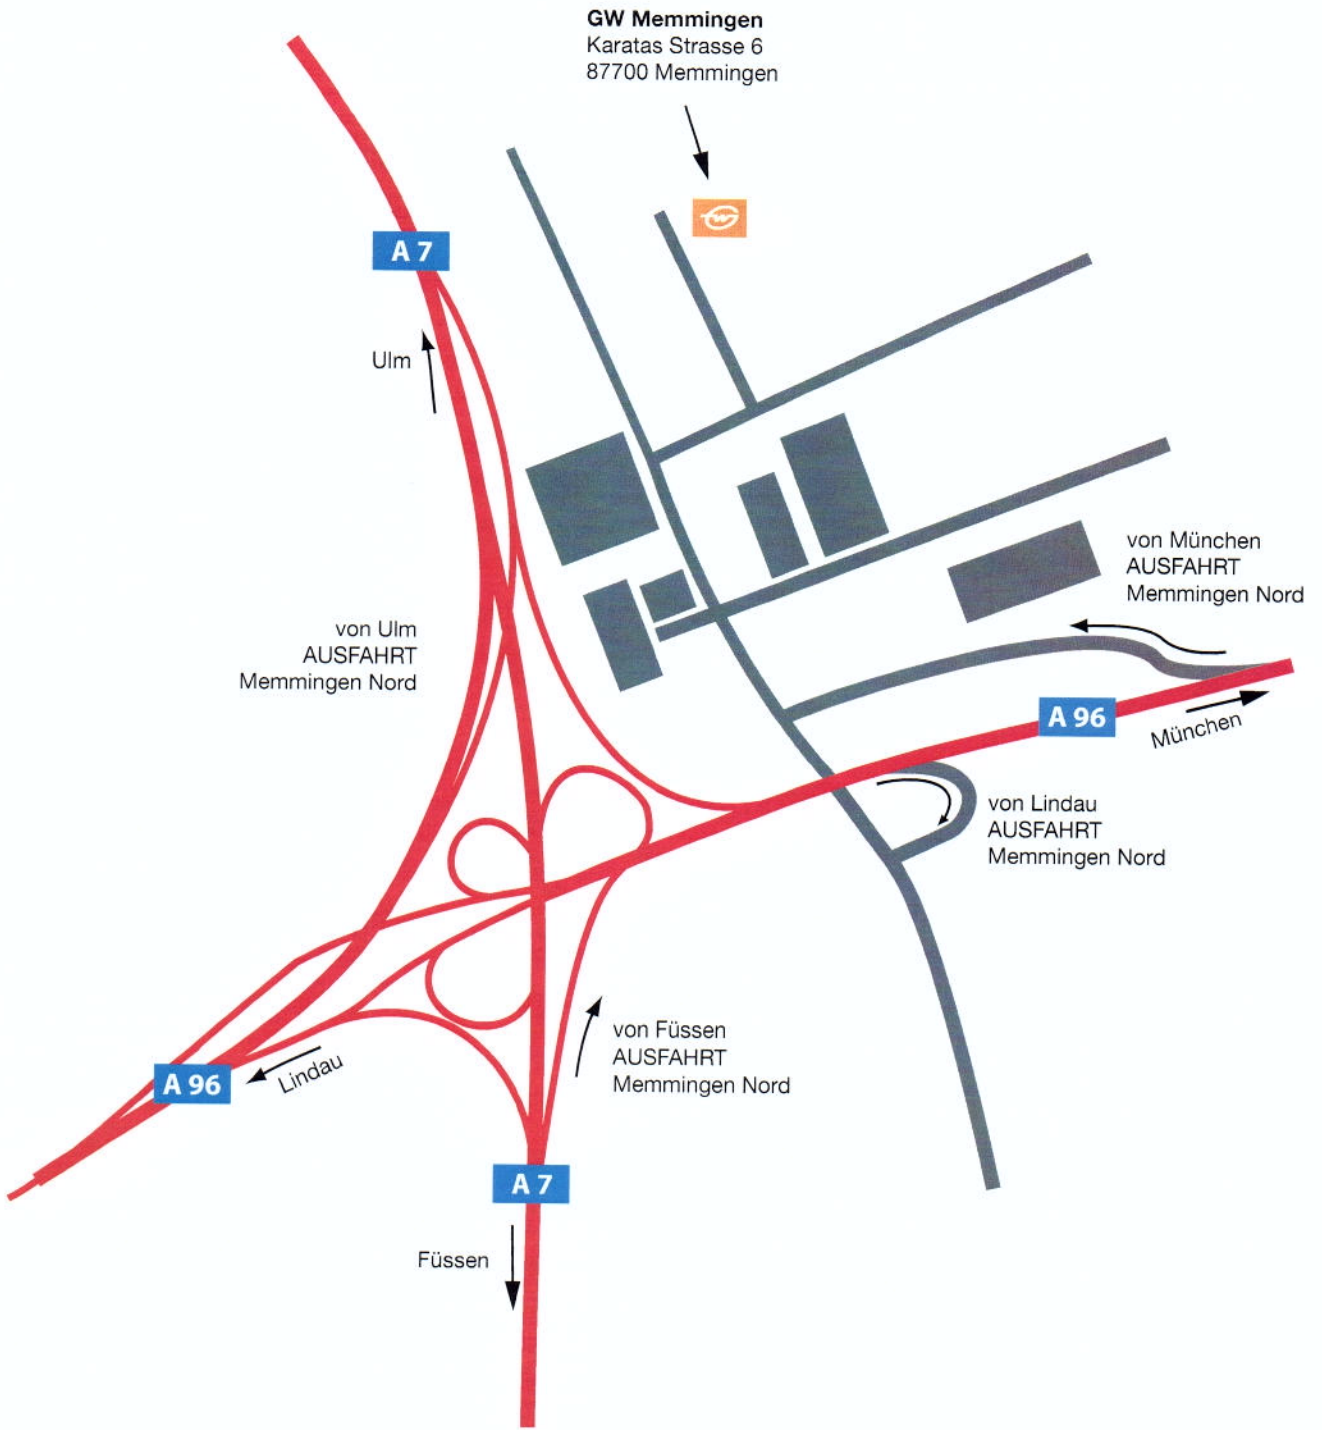 GW Memmingen
Karatas Strasse 6
87700 Memmingen
A 7
Ulm
von München
AUSFAHRT
Memmingen Nord
von Ulm
AUSFAHRT
Memmingen Nord
A 96
München
von Lindau
AUSFAHRT
Memmingen Nord
von Füssen
AUSFAHRT
Memmingen Nord
Lindau
A 96
A 7
Füssen